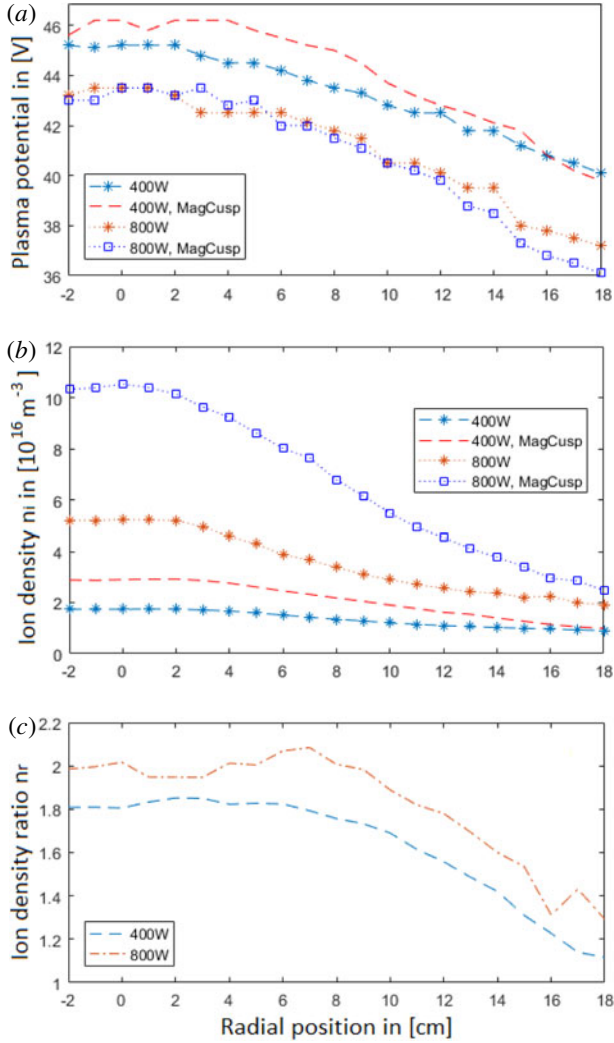 (a)
Plasma potential in [V]
46
44
42
40
38
36
400W
400W, MagCusp
800W
800W, MagCusp
-2 0 2 4 6 8 10 12 14 16 18
(b)
Ion density ni in [10^16 m^-3]
12
10
8
6
4
2
0
400W
400W, MagCusp
800W
800W, MagCusp
-2 0 2 4 6 8 10 12 14 16 18
(c)
Ion density ratio nr
2.2
2
1.8
1.6
1.4
1.2
1
400W
800W
-2 0 2 4 6 8 10 12 14 16 18
Radial position in [cm]